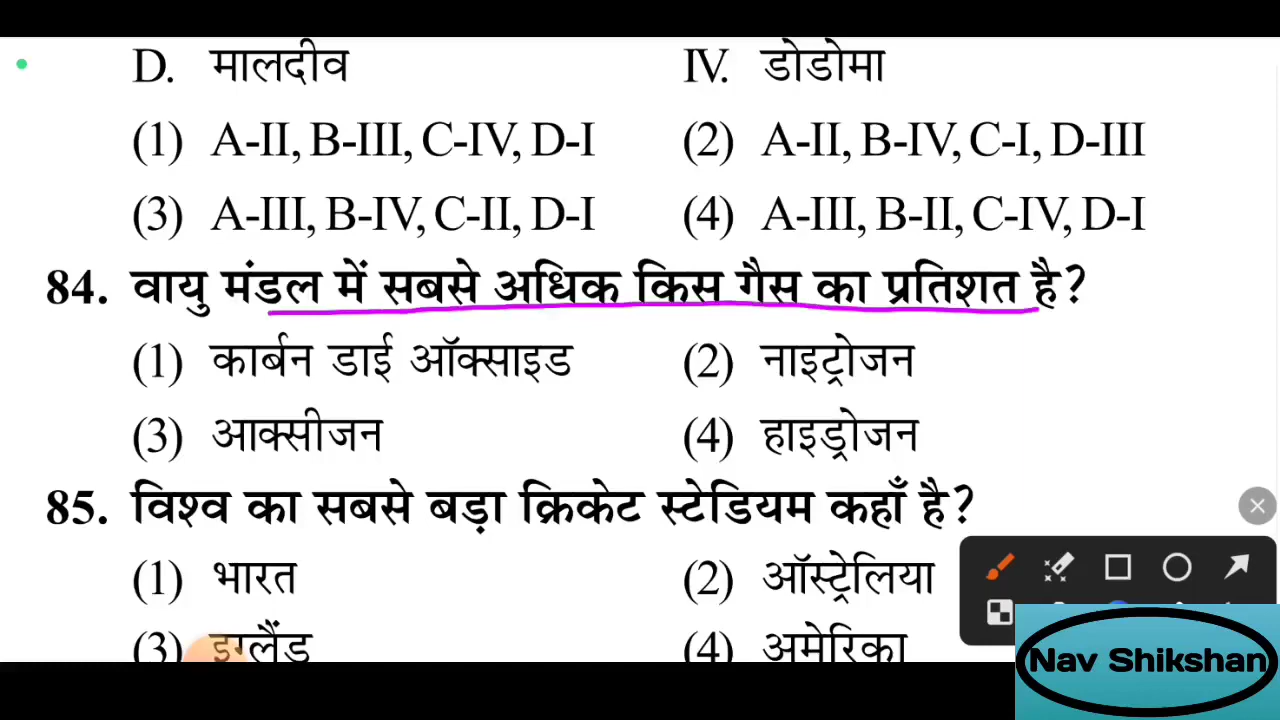 D. मालदीव IV. डोडोमा
(1) A-II, B-III, C-IV, D-I (2) A-II, B-IV, C-I, D-III
(3) A-III, B-IV, C-II, D-I (4) A-III, B-II, C-IV, D-I
84. वायु मंडल में सबसे अधिक किस गैस का प्रतिशत है?
(1) कार्बन डाई ऑक्साइड (2) नाइट्रोजन
(3) आक्सीजन (4) हाइड्रोजन
85. विश्व का सबसे बड़ा क्रिकेट स्टेडियम कहाँ है?
(1) भारत (2) ऑस्ट्रेलिया
(3) इग्लैंड (4) अमेरिका
Nav Shikshan